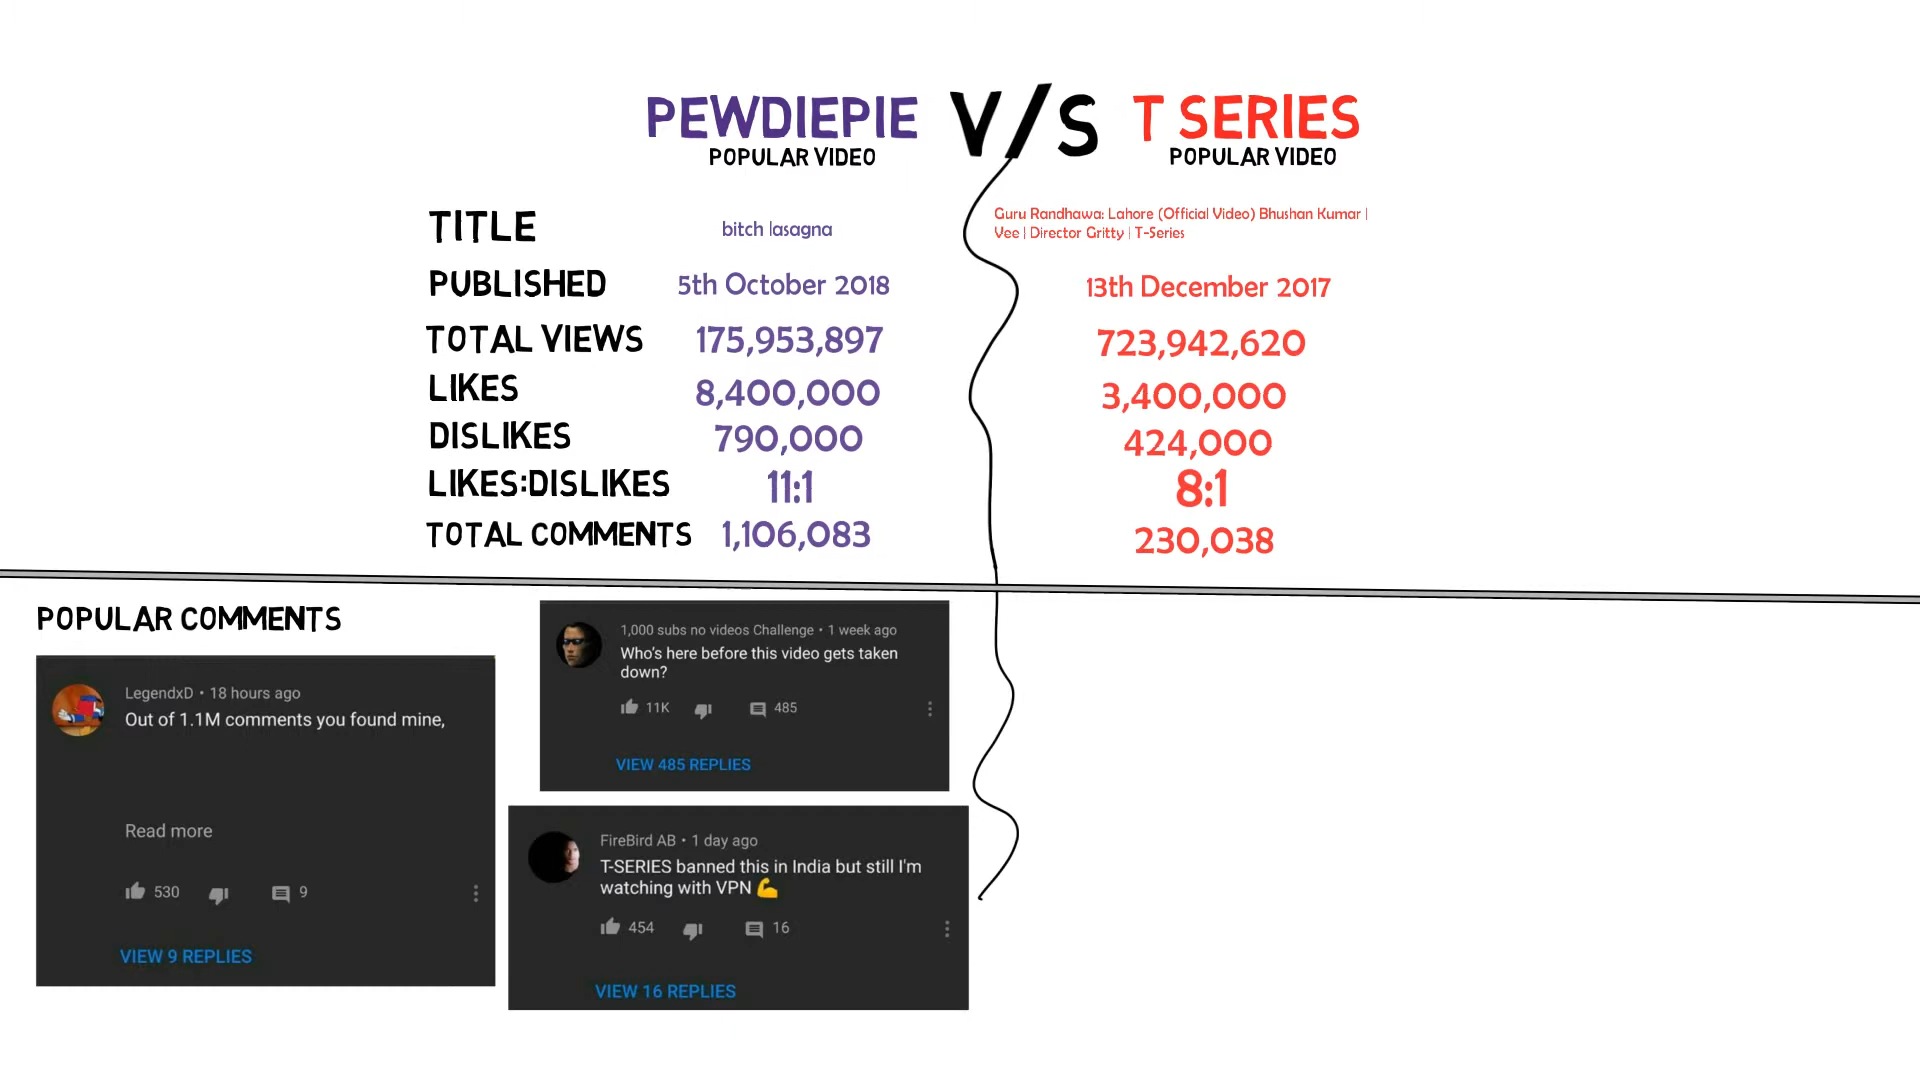 PEWDIEPIE V/S T SERIES
POPULAR VIDEO POPULAR VIDEO
TITLE bitch lasagna Guru Randhawa: Lahore (Official Video) Bhushan Kumar |
Vee | Director Gritty | T-Series
PUBLISHED 5th October 2018 13th December 2017
TOTAL VIEWS 175,953,897 723,942,620
LIKES 8,400,000 3,400,000
DISLIKES 790,000 424,000
LIKES:DISLIKES 11:1 8:1
TOTAL COMMENTS 1,106,083 230,038
POPULAR COMMENTS
LegendxD • 18 hours ago
Out of 1.1M comments you found mine,
Read more
530 9
VIEW 9 REPLIES
1,000 subs no videos Challenge • 1 week ago
Who's here before this video gets taken
down?
11K 485
VIEW 485 REPLIES
FireBird AB • 1 day ago
T-SERIES banned this in India but still I'm
watching with VPN 💪
454 16
VIEW 16 REPLIES